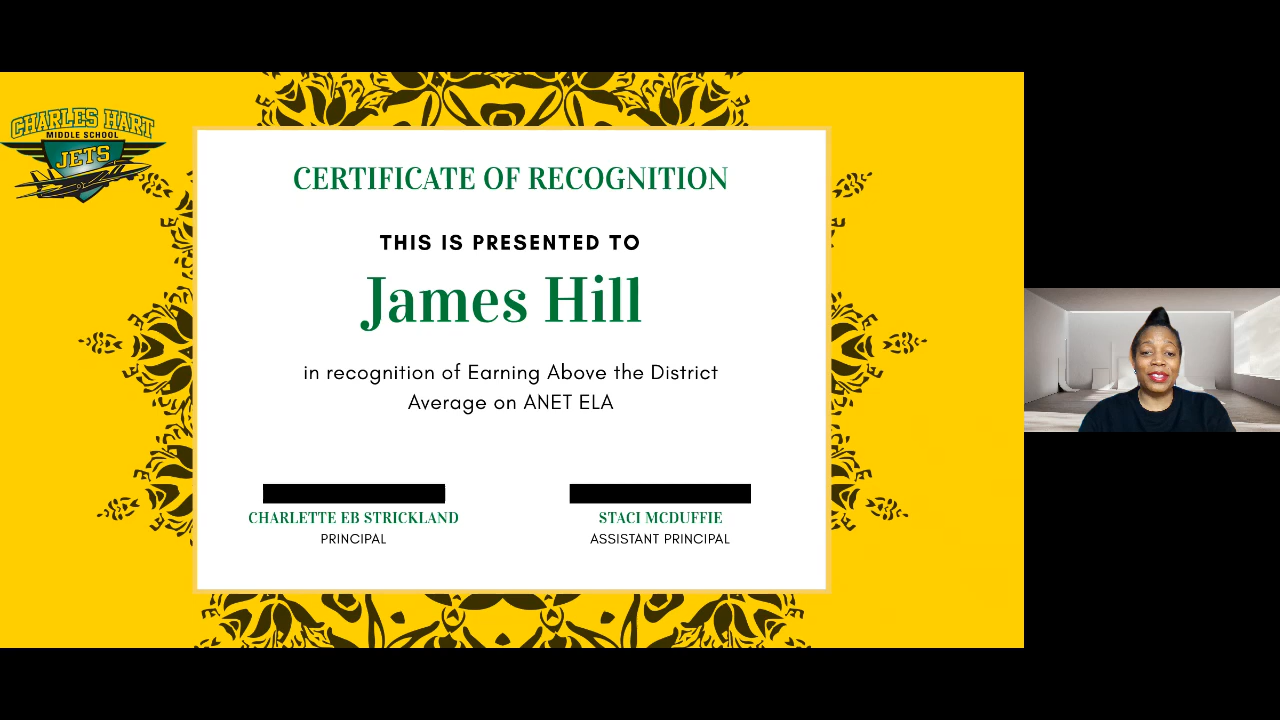 CHARLES HART
MIDDLE SCHOOL
JETS
CERTIFICATE OF RECOGNITION
THIS IS PRESENTED TO
James Hill
in recognition of Earning Above the District
Average on ANET ELA
CHARLETTE EB STRICKLAND
PRINCIPAL
STACI MCDUFFIE
ASSISTANT PRINCIPAL